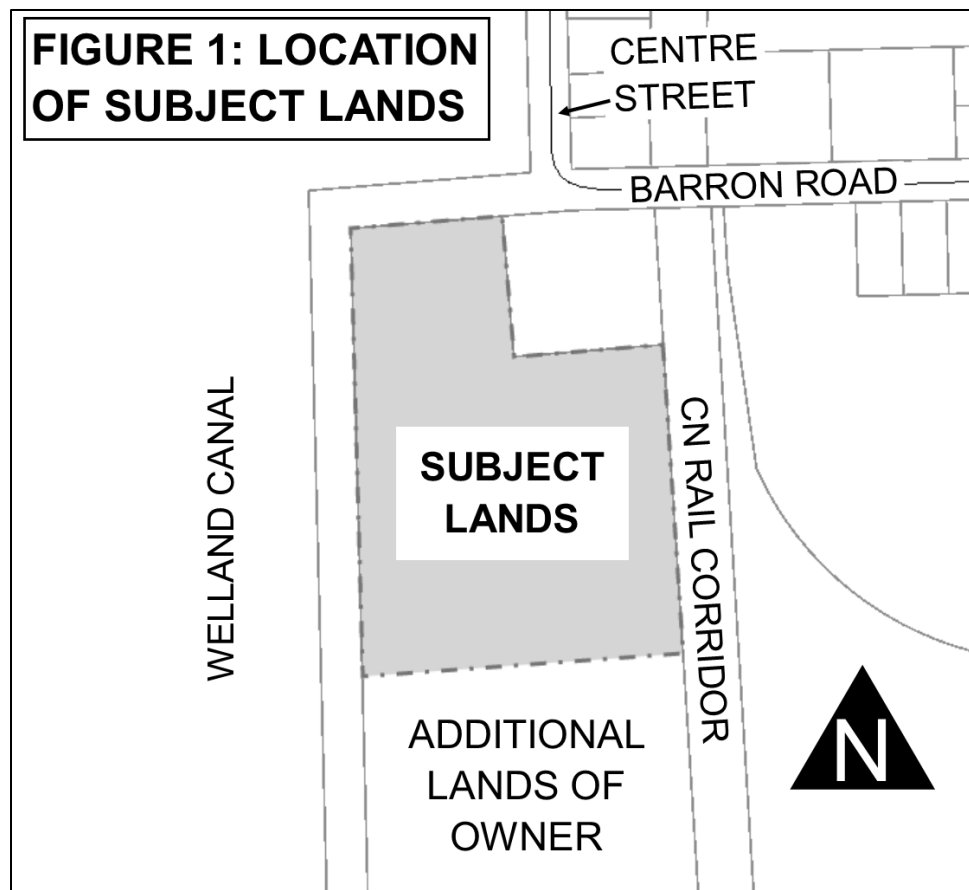 FIGURE 1: LOCATION
OF SUBJECT LANDS
CENTRE
STREET
BARRON ROAD
WELLAND CANAL
SUBJECT
LANDS
CN RAIL CORRIDOR
ADDITIONAL
LANDS OF
OWNER
N